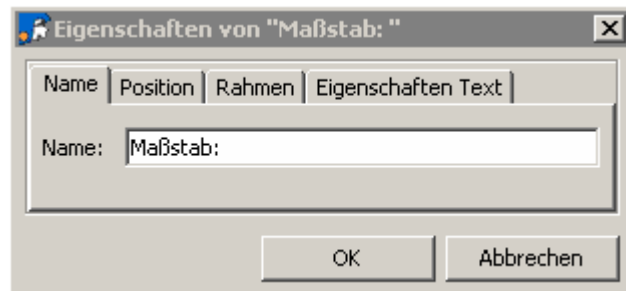 Eigenschaften von "Maßstab: "
Name Position Rahmen Eigenschaften Text
Name: Maßstab:
OK Abbrechen